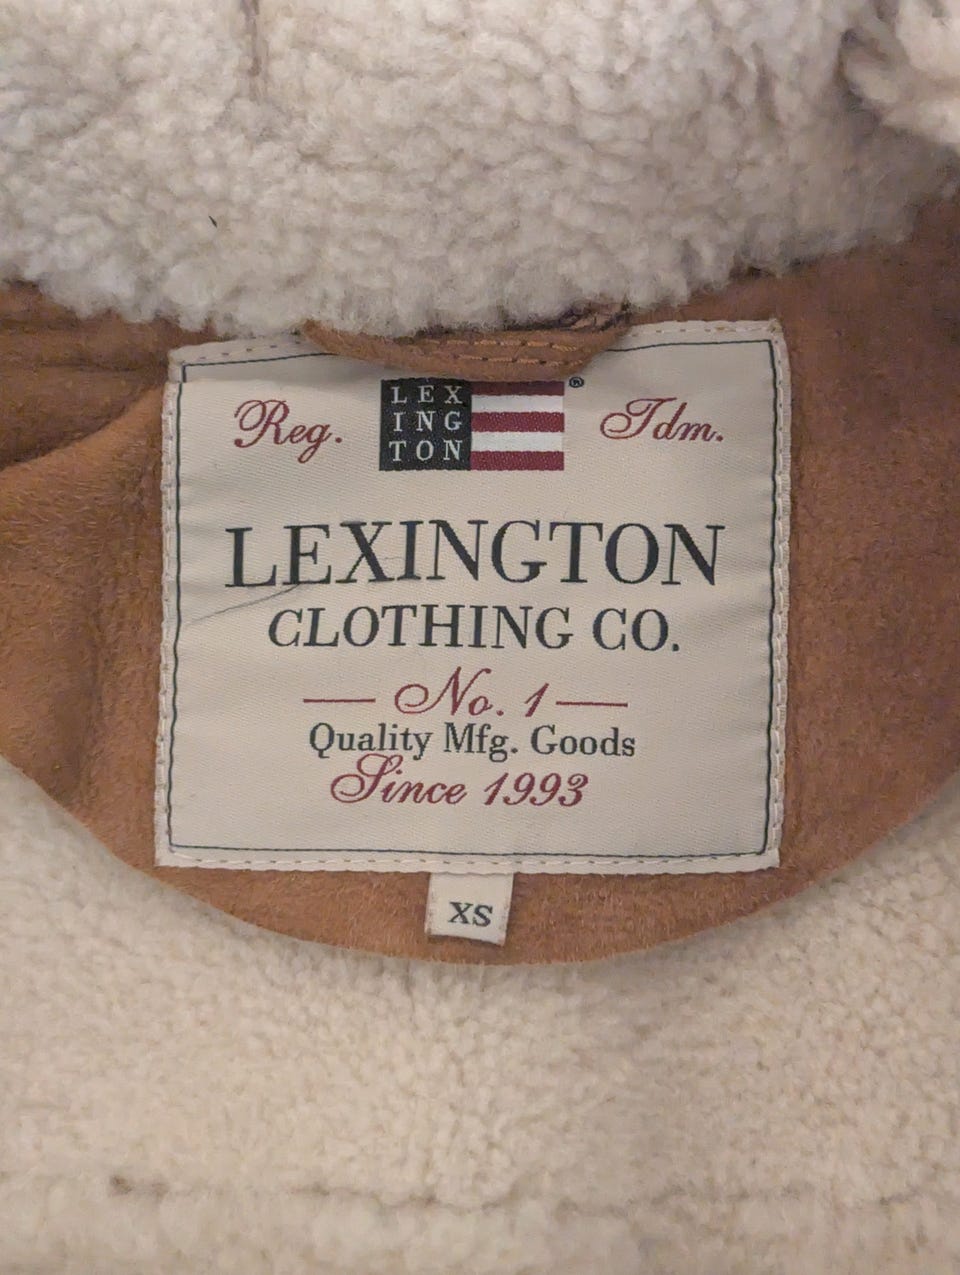 LEX
ING
TON
®
Reg. Tdm.
LEXINGTON
CLOTHING CO.
No. 1
Quality Mfg. Goods
Since 1993
XS